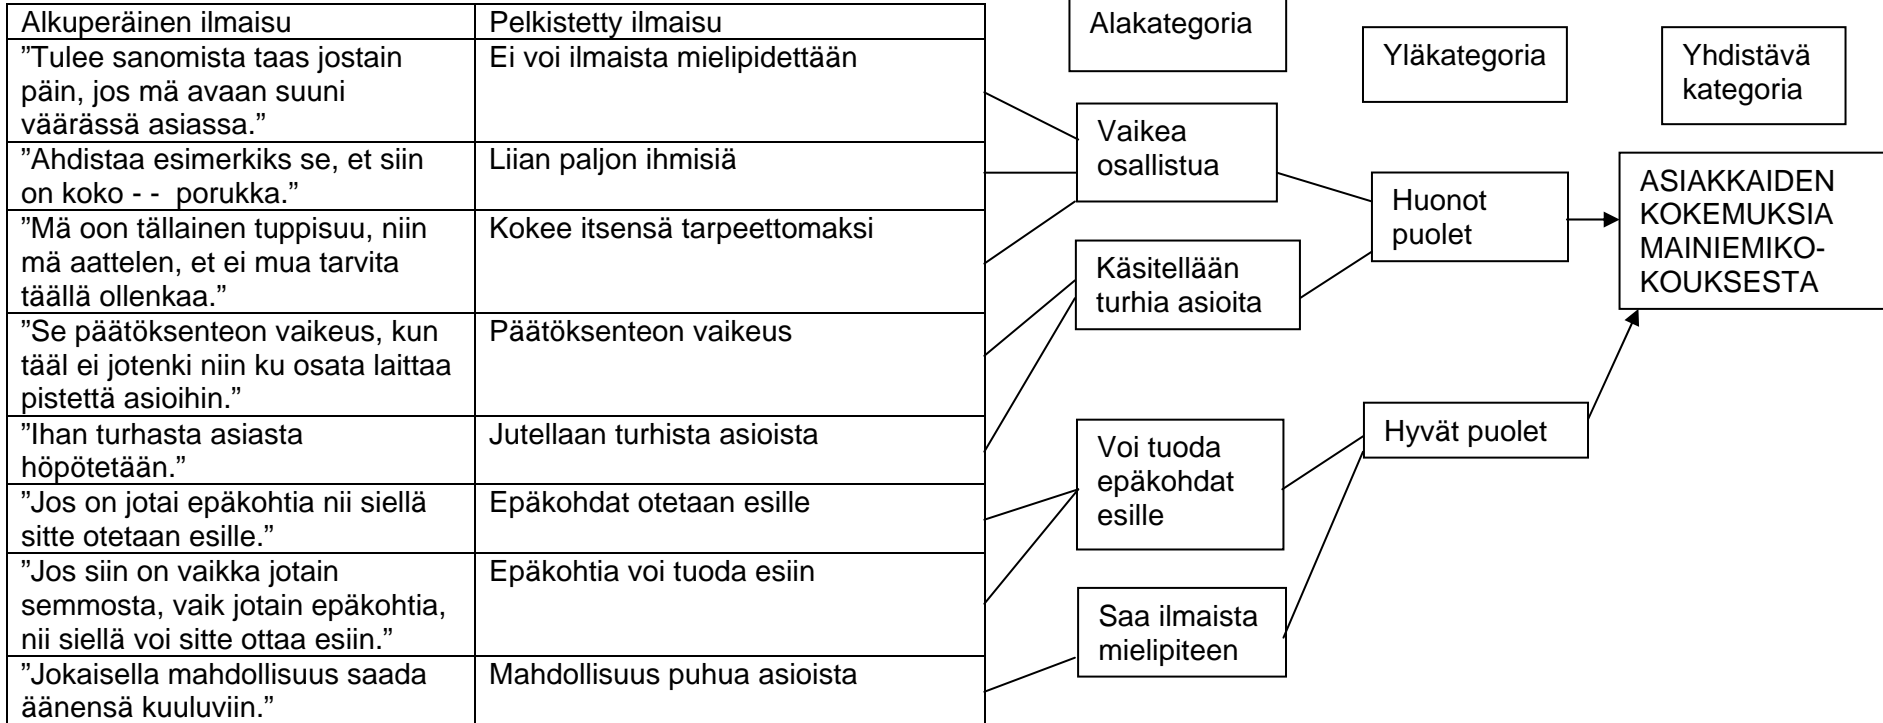 Alkuperäinen ilmaisu
Pelkistetty ilmaisu
”Tulee sanomista taas jostain
päin, jos mä avaan suuni
väärässä asiassa.”
Ei voi ilmaista mielipidettään
”Ahdistaa esimerkiks se, et siin
on koko - -  porukka.”
Liian paljon ihmisiä
”Mä oon tällainen tuppisuu, niin
mä aattelen, et ei mua tarvita
täällä ollenkaa.”
Kokee itsensä tarpeettomaksi
”Se päätöksenteon vaikeus, kun
tääl ei jotenki niin ku osata laittaa
pistettä asioihin.”
Päätöksenteon vaikeus
”Ihan turhasta asiasta
höpötetään.”
Jutellaan turhista asioista
”Jos on jotai epäkohtia nii siellä
sitte otetaan esille.”
Epäkohdat otetaan esille
”Jos siin on vaikka jotain
semmosta, vaik jotain epäkohtia,
nii siellä voi sitte ottaa esiin.”
Epäkohtia voi tuoda esiin
”Jokaisella mahdollisuus saada
äänensä kuuluviin.”
Mahdollisuus puhua asioista
Alakategoria
Vaikea
osallistua
Käsitellään
turhia asioita
Voi tuoda
epäkohdat
esille
Saa ilmaista
mielipiteen
Yläkategoria
Huonot
puolet
Hyvät puolet
Yhdistävä
kategoria
ASIAKKAIDEN
KOKEMUKSIA
MAINIEMIKO-
KOUKSESTA